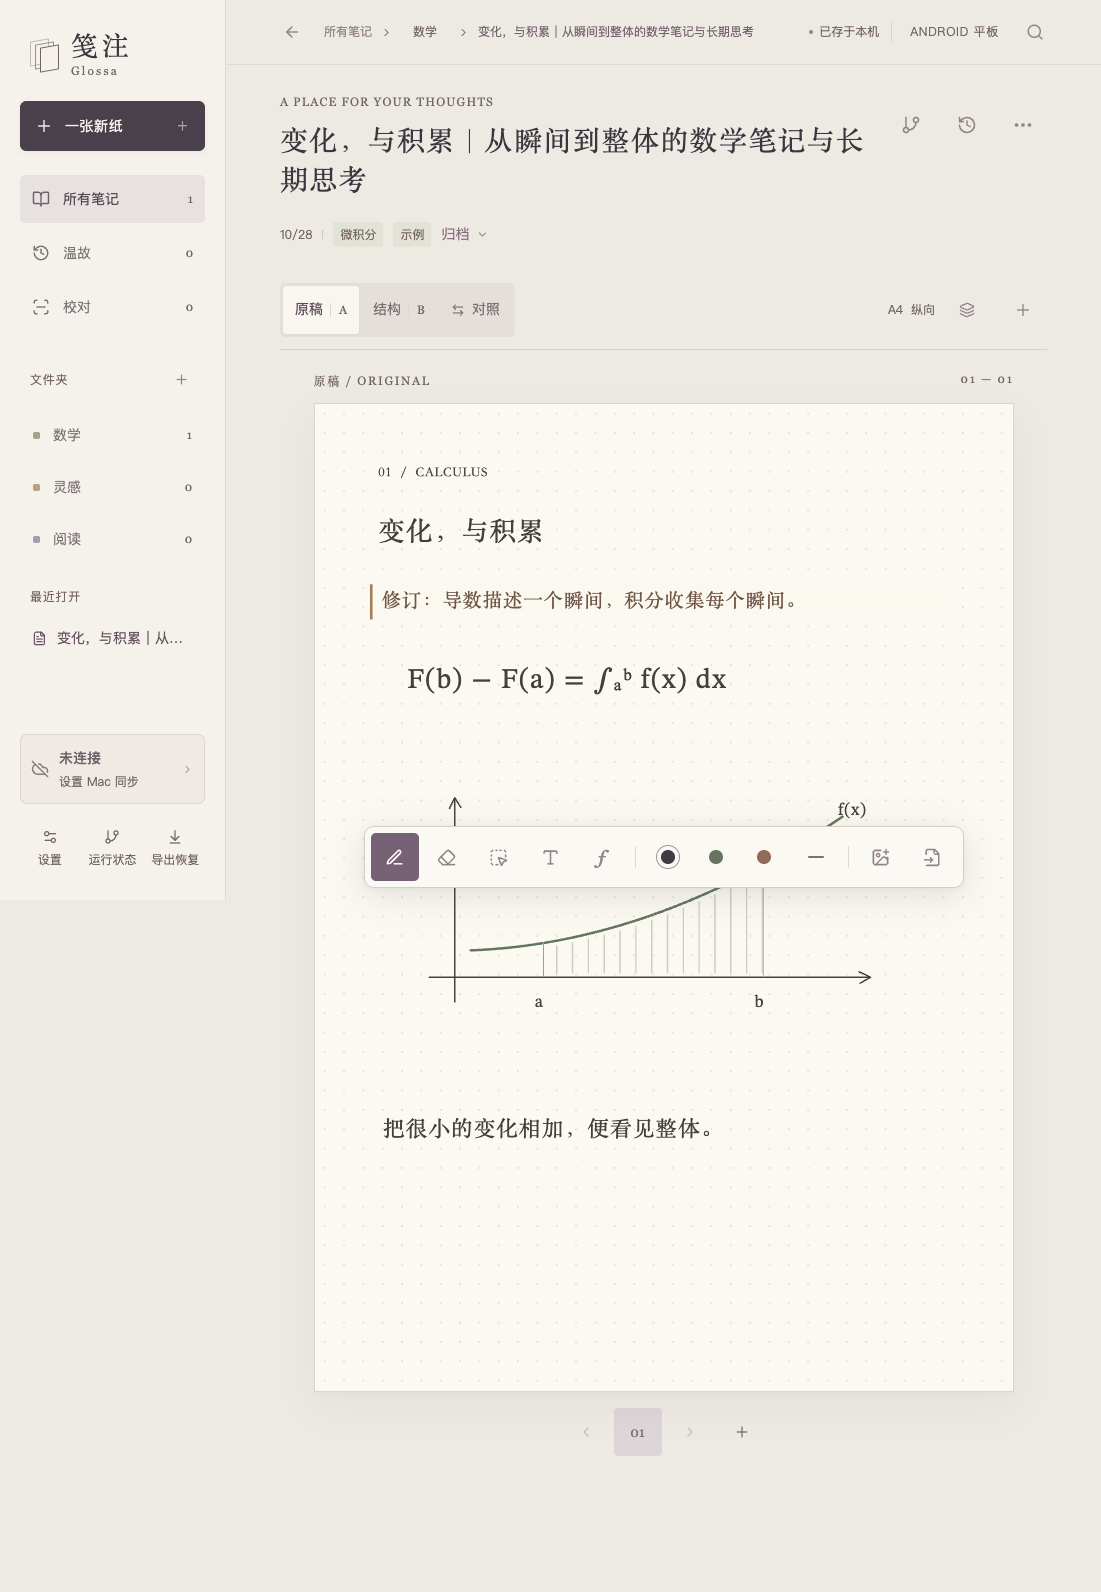 笺注
Glossa
一张新纸
所有笔记 1
温故 0
校对 0
文件夹
数学 1
灵感 0
阅读 0
最近打开
变化，与积累｜从…
未连接
设置 Mac 同步
设置 运行状态 导出恢复
所有笔记 › 数学 › 变化，与积累｜从瞬间到整体的数学笔记与长期思考
已存于本机 ANDROID 平板
A PLACE FOR YOUR THOUGHTS
变化，与积累｜从瞬间到整体的数学笔记与长
期思考
10/28 微积分 示例 归档
原稿 A 结构 B 对照
A4 纵向
原稿 / ORIGINAL 01 — 01
01 / CALCULUS
变化，与积累
修订：导数描述一个瞬间，积分收集每个瞬间。
F(b) − F(a) = ∫ₐᵇ f(x) dx
f(x)
T f
a b
把很小的变化相加，便看见整体。
01